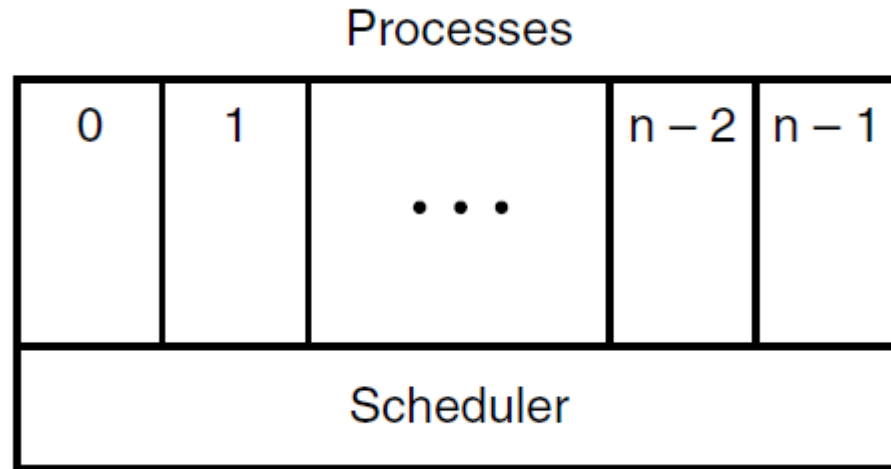 Processes
0 1 • • • n – 2 n – 1
Scheduler